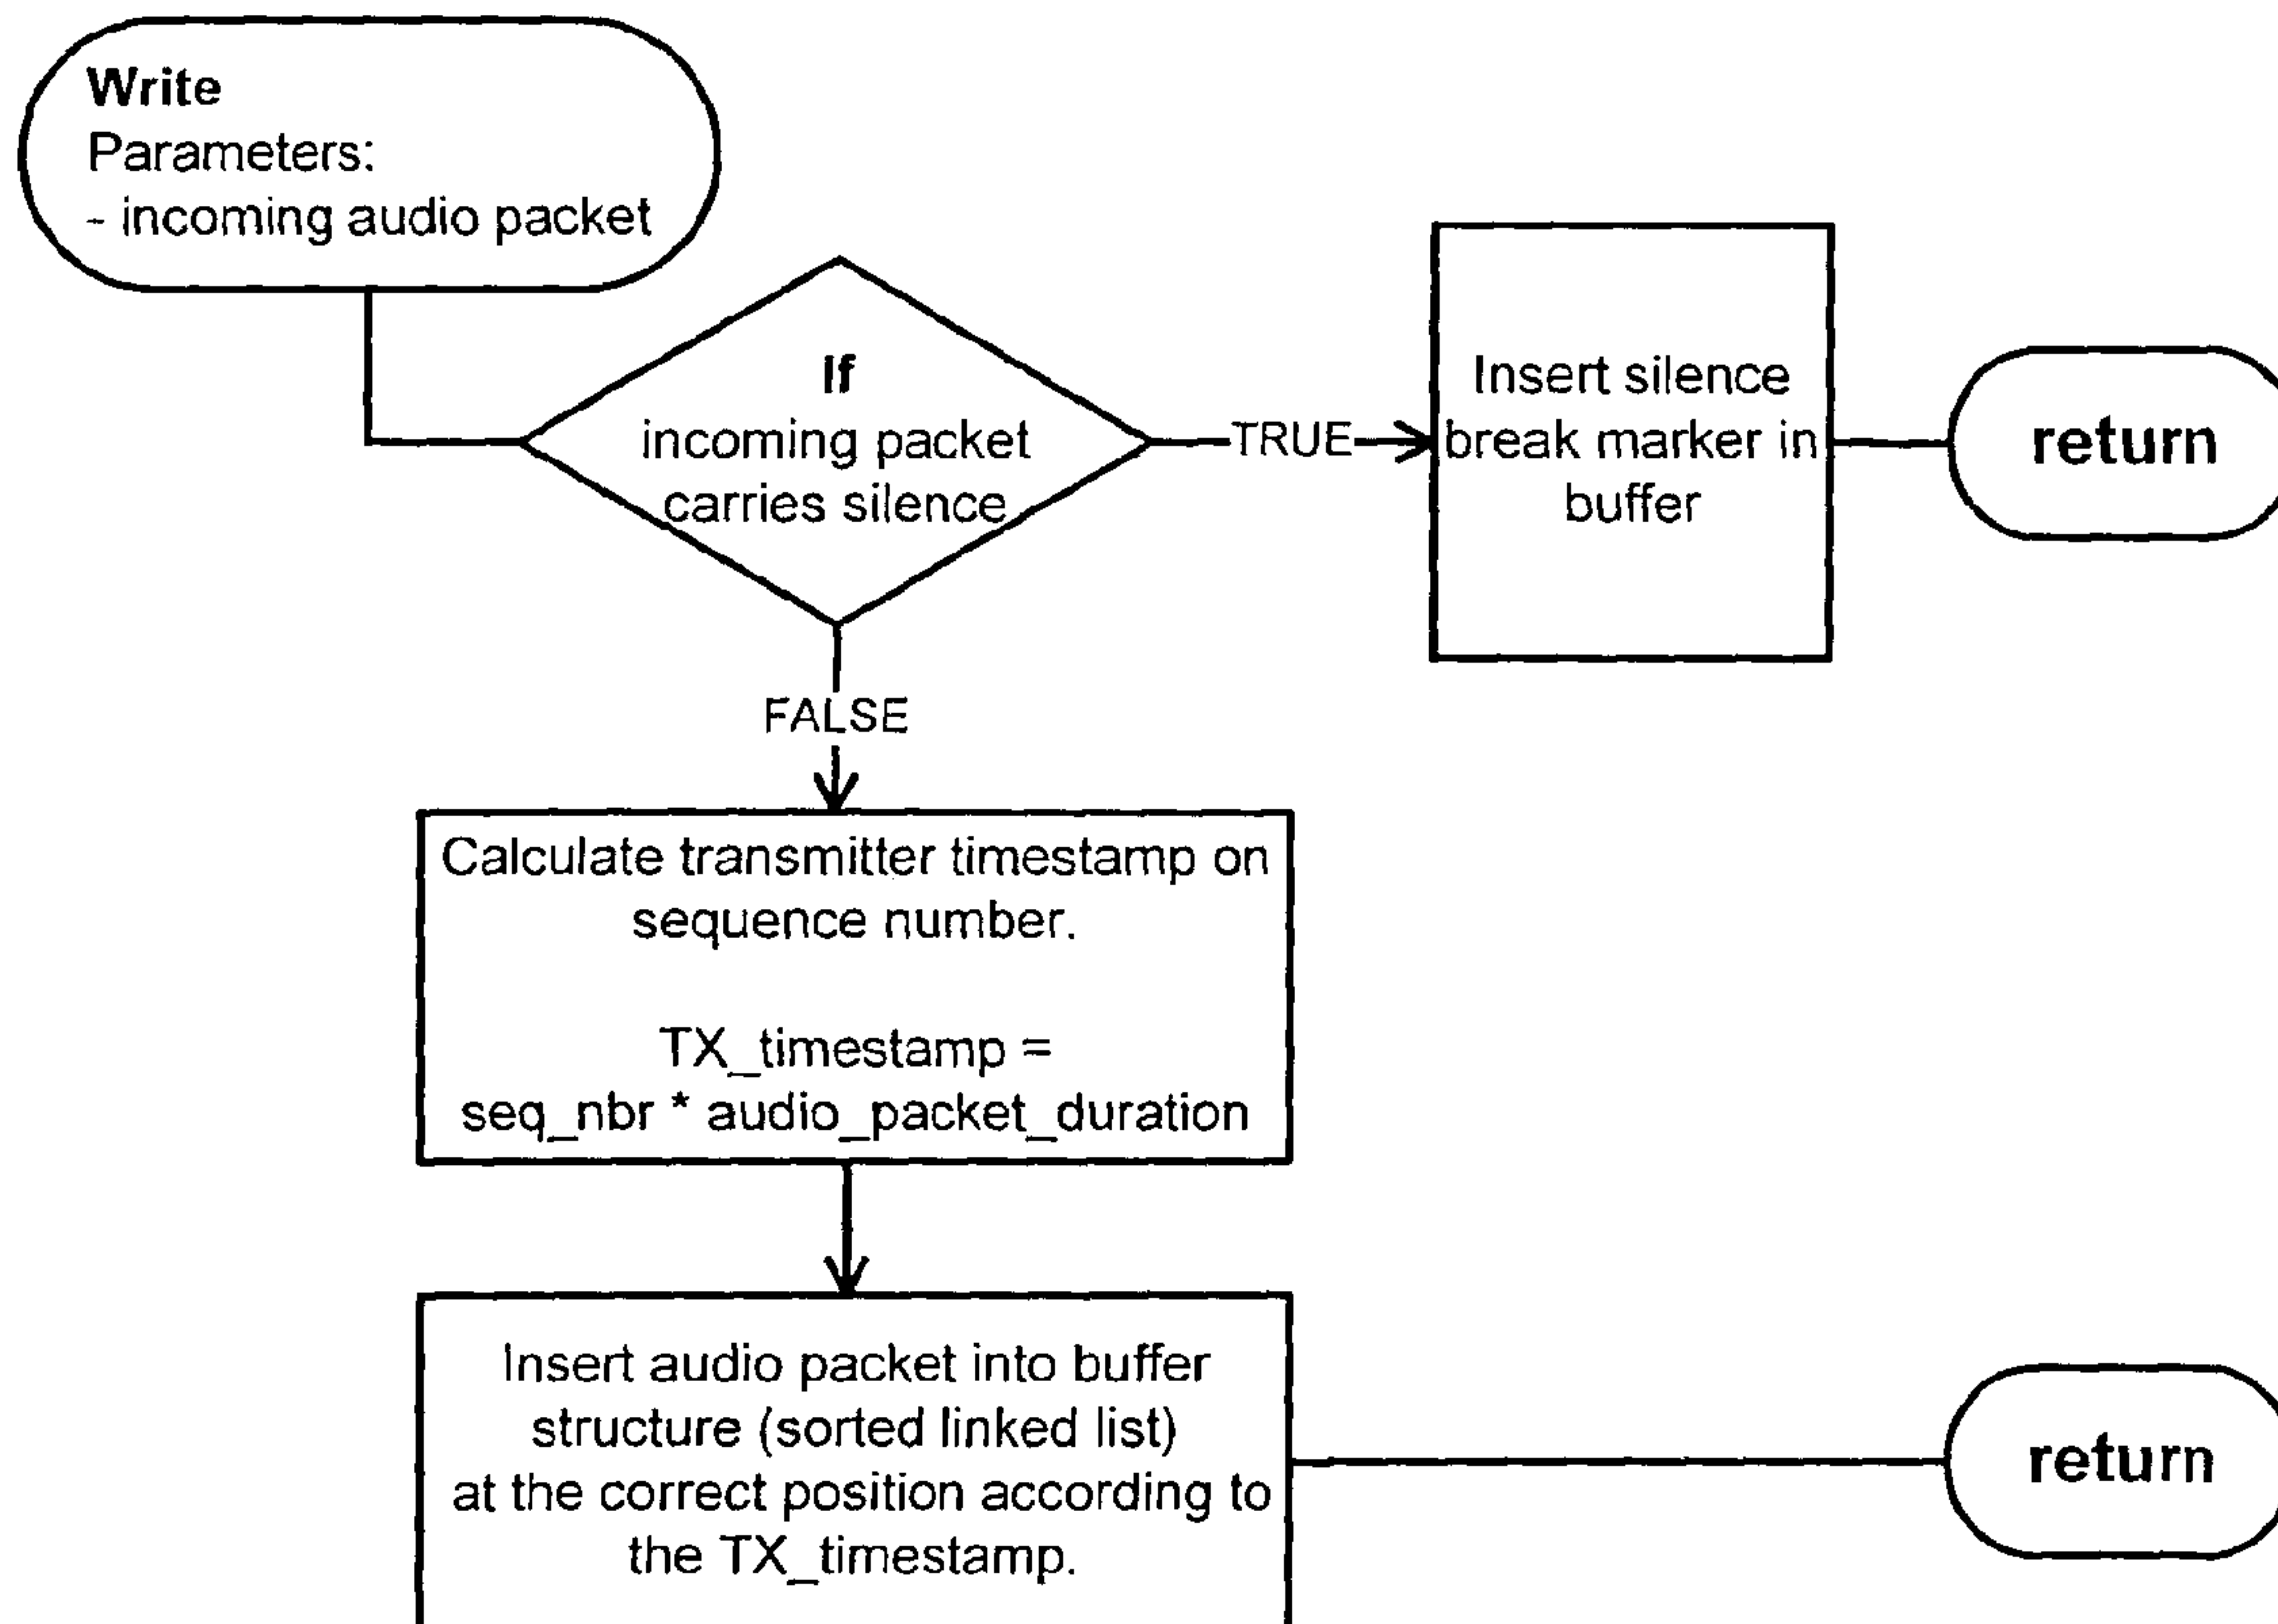 Write
Parameters:
- incoming audio packet
If
incoming packet
carries silence
TRUE
Insert silence
break marker in
buffer
return
FALSE
Calculate transmitter timestamp on
sequence number.
TX_timestamp =
seq_nbr * audio_packet_duration
Insert audio packet into buffer
structure (sorted linked list)
at the correct position according to
the TX_timestamp.
return